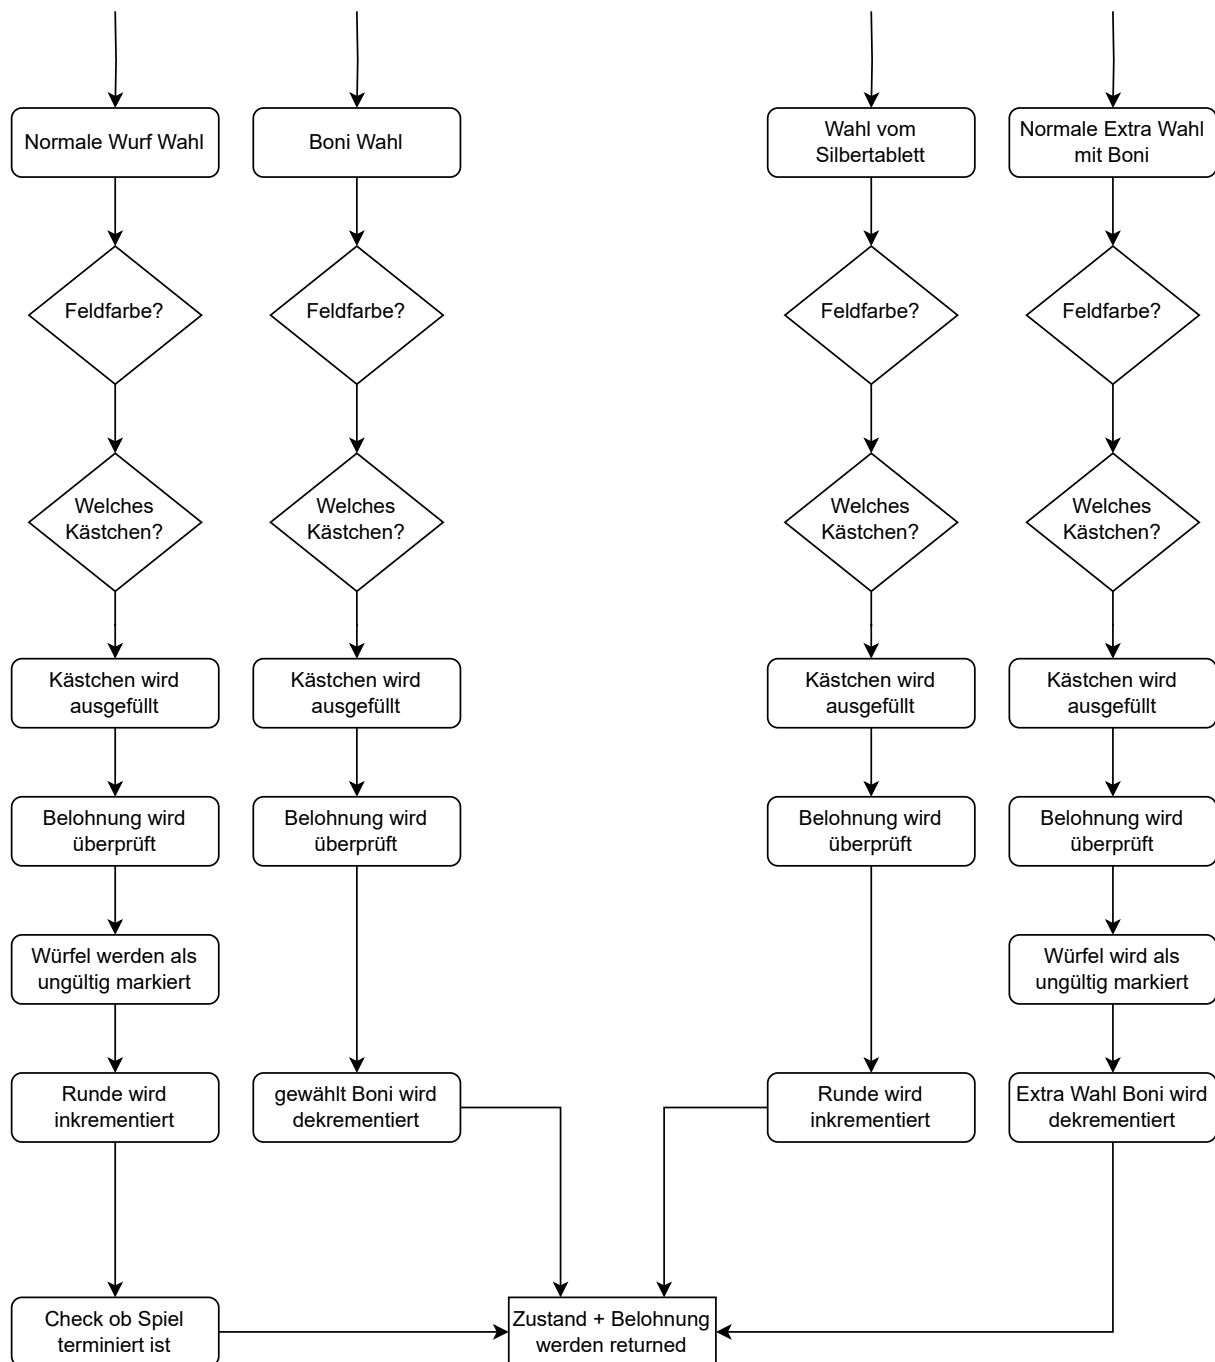 Normale Wurf Wahl
Boni Wahl
Wahl vom
Silbertablett
Normale Extra Wahl
mit Boni
Feldfarbe?
Feldfarbe?
Feldfarbe?
Feldfarbe?
Welches
Kästchen?
Welches
Kästchen?
Welches
Kästchen?
Welches
Kästchen?
Kästchen wird
ausgefüllt
Kästchen wird
ausgefüllt
Kästchen wird
ausgefüllt
Kästchen wird
ausgefüllt
Belohnung wird
überprüft
Belohnung wird
überprüft
Belohnung wird
überprüft
Belohnung wird
überprüft
Würfel werden als
ungültig markiert
Würfel wird als
ungültig markiert
Runde wird
inkrementiert
gewählt Boni wird
dekrementiert
Runde wird
inkrementiert
Extra Wahl Boni wird
dekrementiert
Check ob Spiel
terminiert ist
Zustand + Belohnung
werden returned